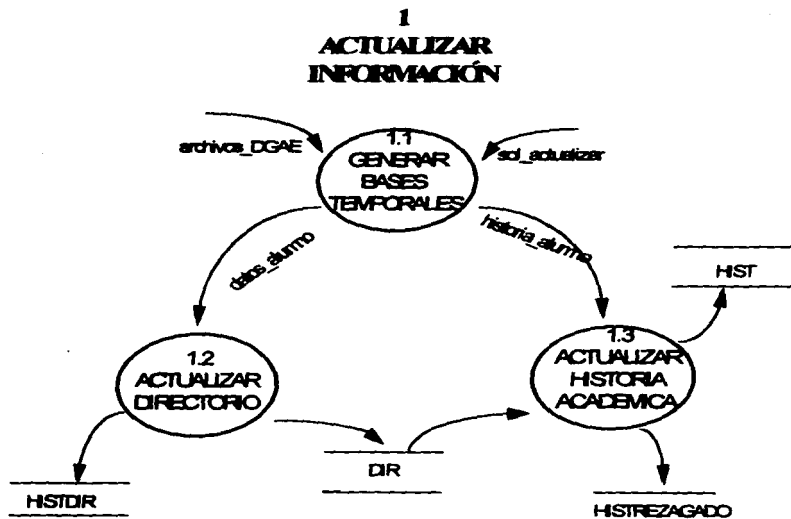 1
ACTUALIZAR
INFORMACIÓN
archivos_DGAE
1.1
GENERAR
BASES
TEMPORALES
sol_actualizar
datos_alumno
historia_alumno
HIST
1.2
ACTUALIZAR
DIRECTORIO
1.3
ACTUALIZAR
HISTORIA
ACADEMICA
DIR
HISTDIR
HISTREZAGADO